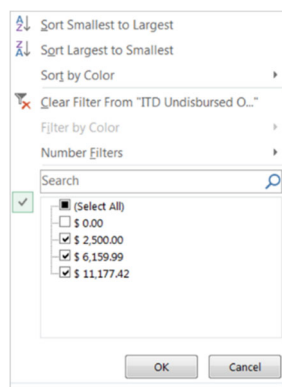 Sort Smallest to Largest
Sort Largest to Smallest
Sort by Color
Clear Filter From "ITD Undisbursed O..."
Filter by Color
Number Filters
Search
(Select All)
$ 0.00
$ 2,500.00
$ 6,159.99
$ 11,177.42
OK
Cancel